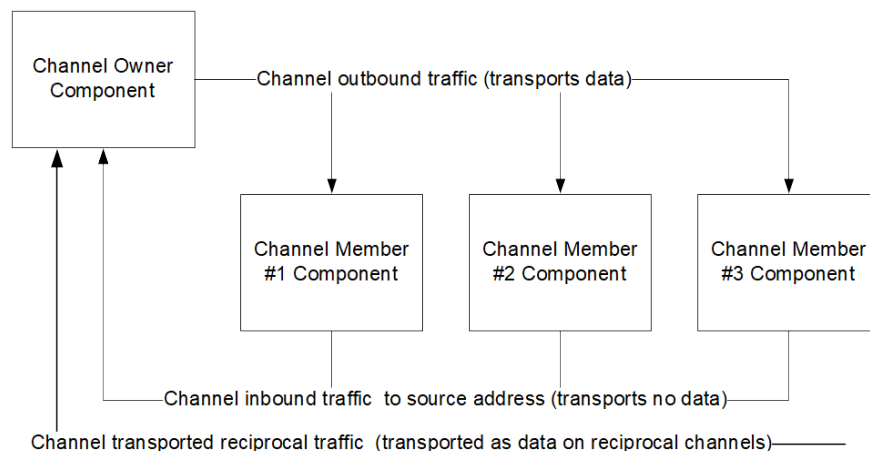 Channel Owner
Component
Channel outbound traffic (transports data)
Channel Member
#1 Component
Channel Member
#2 Component
Channel Member
#3 Component
Channel inbound traffic to source address (transports no data)
Channel transported reciprocal traffic (transported as data on reciprocal channels)